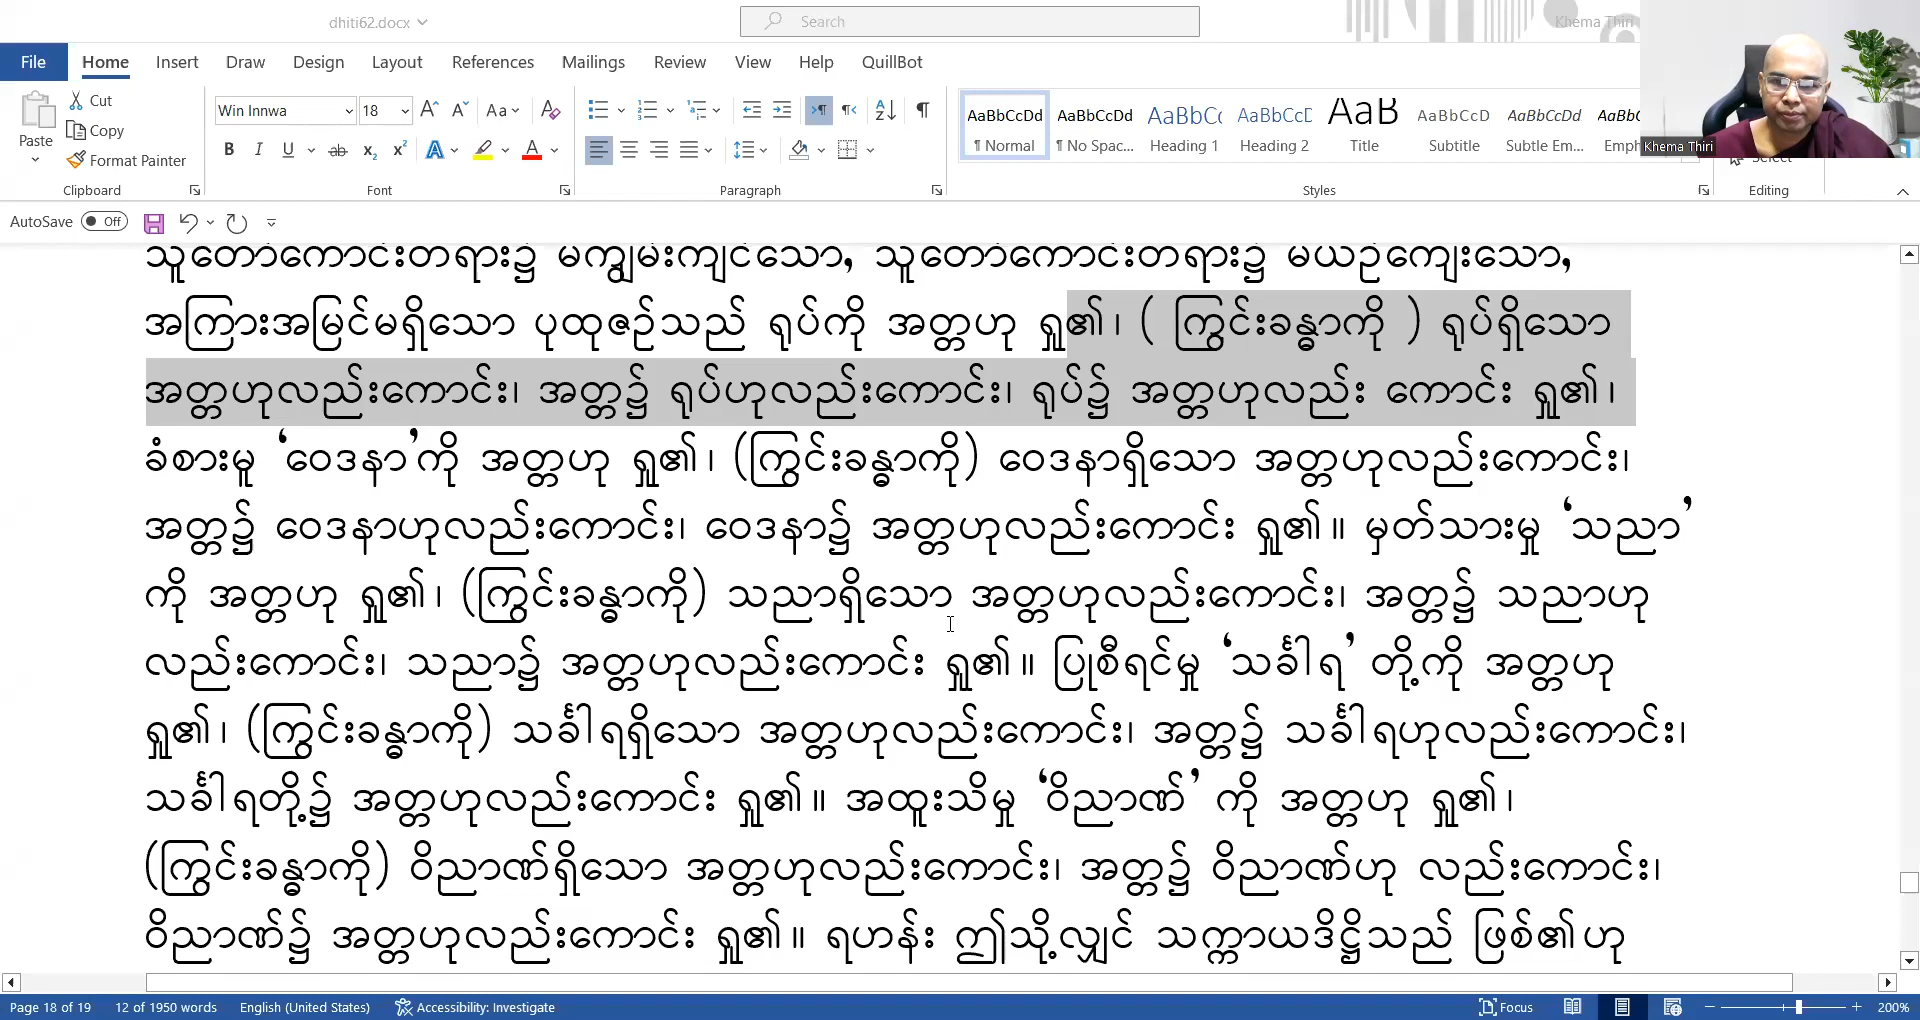 dhiti62.docx
Search
Khema Thiri
File Home Insert Draw Design Layout References Mailings Review View Help QuillBot
Cut
Copy
Format Painter
Paste
Clipboard
Win Innwa 18
Font
Paragraph
AaBbCcDd Normal
AaBbCcDd No Spac...
AaBbCc Heading 1
AaBbCcD Heading 2
AaB Title
AaBbCcD Subtitle
AaBbCcDd Subtle Em...
AaBb Emph
Styles
Select
Editing
Khema Thiri
AutoSave Off
သူတော်ကောင်းတရား၌ မကျွမ်းကျင်သော, သူတော်ကောင်းတရား၌ မယဉ်ကျေးသော,
အကြားအမြင်မရှိသော ပုထုဇဉ်သည် ရုပ်ကို အတ္တဟု ရှု၏၊ ( ကြွင်းခန္ဓာကို ) ရုပ်ရှိသော
အတ္တဟုလည်းကောင်း၊ အတ္တ၌ ရုပ်ဟုလည်းကောင်း၊ ရုပ်၌ အတ္တဟုလည်း ကောင်း ရှု၏၊
ခံစားမှု ‘ဝေဒနာ’ကို အတ္တဟု ရှု၏၊ (ကြွင်းခန္ဓာကို) ဝေဒနာရှိသော အတ္တဟုလည်းကောင်း၊
အတ္တ၌ ဝေဒနာဟုလည်းကောင်း၊ ဝေဒနာ၌ အတ္တဟုလည်းကောင်း ရှု၏။ မှတ်သားမှု ‘သညာ’
ကို အတ္တဟု ရှု၏၊ (ကြွင်းခန္ဓာကို) သညာရှိသော အတ္တဟုလည်းကောင်း၊ အတ္တ၌ သညာဟု
လည်းကောင်း၊ သညာ၌ အတ္တဟုလည်းကောင်း ရှု၏။ ပြုစီရင်မှု ‘သင်္ခါရ’ တို့ကို အတ္တဟု
ရှု၏၊ (ကြွင်းခန္ဓာကို) သင်္ခါရရှိသော အတ္တဟုလည်းကောင်း၊ အတ္တ၌ သင်္ခါရဟုလည်းကောင်း၊
သင်္ခါရတို့၌ အတ္တဟုလည်းကောင်း ရှု၏။ အထူးသိမှု ‘ဝိညာဏ်’ ကို အတ္တဟု ရှု၏၊
(ကြွင်းခန္ဓာကို) ဝိညာဏ်ရှိသော အတ္တဟုလည်းကောင်း၊ အတ္တ၌ ဝိညာဏ်ဟု လည်းကောင်း၊
ဝိညာဏ်၌ အတ္တဟုလည်းကောင်း ရှု၏။ ရဟန်း ဤသို့လျှင် သက္ကာယဒိဋ္ဌိသည် ဖြစ်၏ဟု
Page 18 of 19 12 of 1950 words English (United States) Accessibility: Investigate Focus 200%